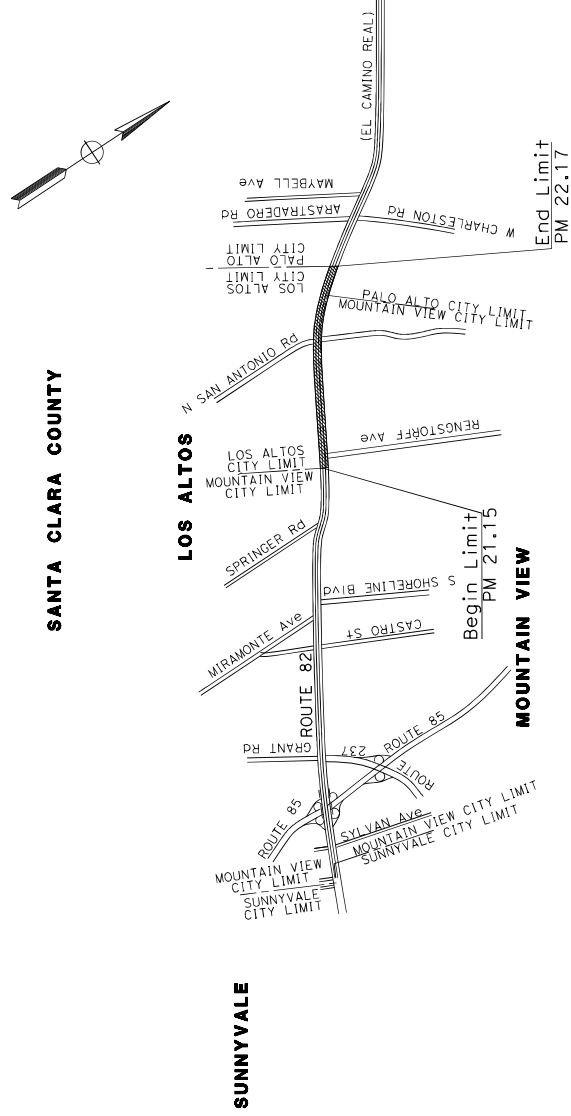 (EL CAMINO REAL)
MAYBELL Ave
ARASTRADERO Rd
W CHARLESTON Rd
End Limit
PM 22.17
PALO ALTO
CITY LIMIT
LOS ALTOS
CITY LIMIT
PALO ALTO CITY LIMIT
MOUNTAIN VIEW CITY LIMIT
N SAN ANTONIO Rd
SANTA CLARA COUNTY
LOS ALTOS
RENGSTORFF Ave
LOS ALTOS
CITY LIMIT
MOUNTAIN VIEW
CITY LIMIT
Begin Limit
PM 21.15
SPRINGER Rd
MOUNTAIN VIEW
S SHORELINE Blvd
MIRAMONTE Ave
CASTRO St
ROUTE 82
GRANT Rd
ROUTE 237
ROUTE 85
ROUTE 85
SYLVAN Ave
MOUNTAIN VIEW CITY LIMIT
SUNNYVALE CITY LIMIT
MOUNTAIN VIEW
CITY LIMIT
SUNNYVALE
CITY LIMIT
SUNNYVALE